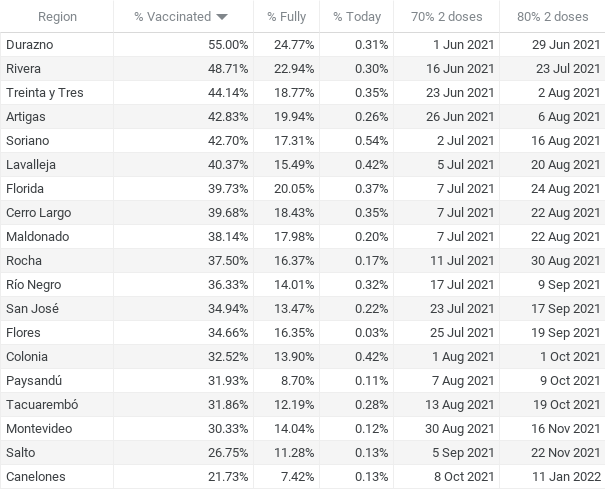 Region % Vaccinated % Fully % Today 70% 2 doses 80% 2 doses
Durazno 55.00% 24.77% 0.31% 1 Jun 2021 29 Jun 2021
Rivera 48.71% 22.94% 0.30% 16 Jun 2021 23 Jul 2021
Treinta y Tres 44.14% 18.77% 0.35% 23 Jun 2021 2 Aug 2021
Artigas 42.83% 19.94% 0.26% 26 Jun 2021 6 Aug 2021
Soriano 42.70% 17.31% 0.54% 2 Jul 2021 16 Aug 2021
Lavalleja 40.37% 15.49% 0.42% 5 Jul 2021 20 Aug 2021
Florida 39.73% 20.05% 0.37% 7 Jul 2021 24 Aug 2021
Cerro Largo 39.68% 18.43% 0.35% 7 Jul 2021 22 Aug 2021
Maldonado 38.14% 17.98% 0.20% 7 Jul 2021 22 Aug 2021
Rocha 37.50% 16.37% 0.17% 11 Jul 2021 30 Aug 2021
Río Negro 36.33% 14.01% 0.32% 17 Jul 2021 9 Sep 2021
San José 34.94% 13.47% 0.22% 23 Jul 2021 17 Sep 2021
Flores 34.66% 16.35% 0.03% 25 Jul 2021 19 Sep 2021
Colonia 32.52% 13.90% 0.42% 1 Aug 2021 1 Oct 2021
Paysandú 31.93% 8.70% 0.11% 7 Aug 2021 9 Oct 2021
Tacuarembó 31.86% 12.19% 0.28% 13 Aug 2021 19 Oct 2021
Montevideo 30.33% 14.04% 0.12% 30 Aug 2021 16 Nov 2021
Salto 26.75% 11.28% 0.13% 5 Sep 2021 22 Nov 2021
Canelones 21.73% 7.42% 0.13% 8 Oct 2021 11 Jan 2022